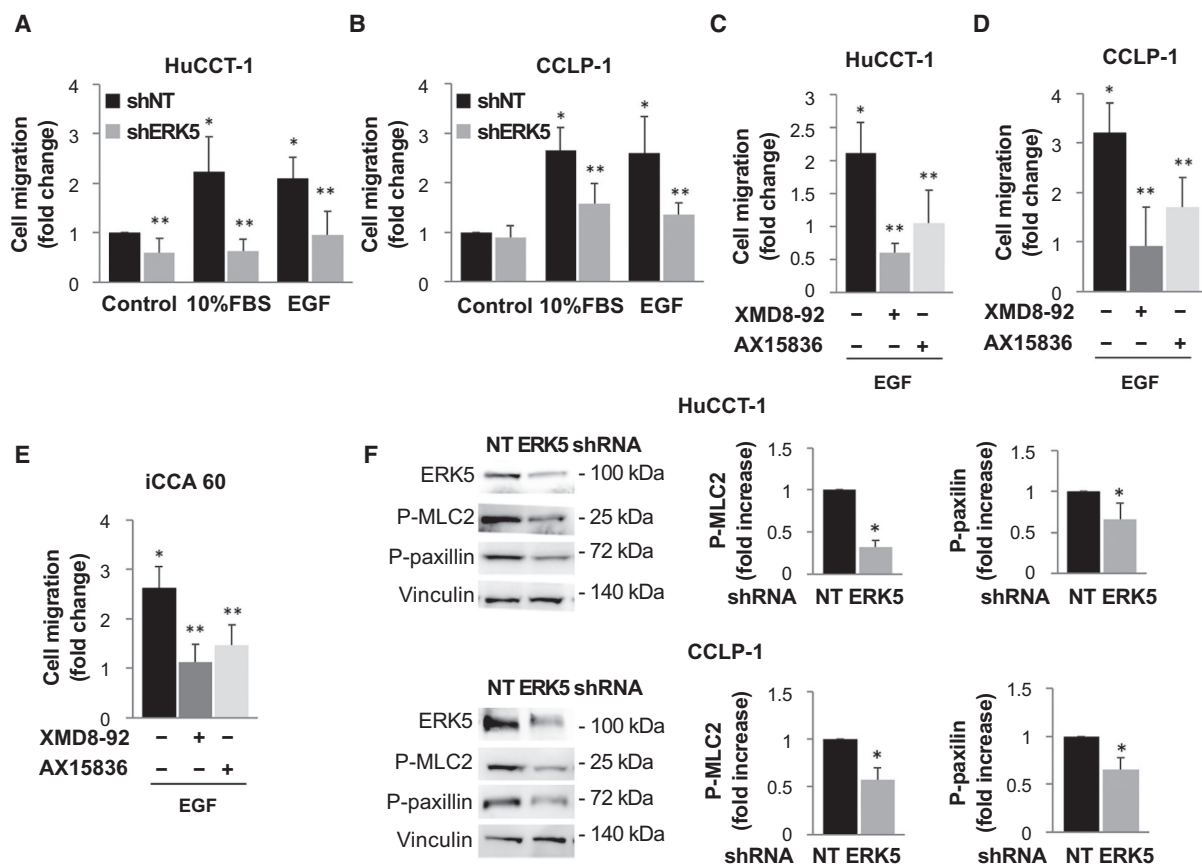 A
HuCCT-1
Cell migration
(fold change)
4
3
2
1
0
shNT
shERK5
*
*
**
**
**
Control 10%FBS EGF
B
CCLP-1
Cell migration
(fold change)
4
3
2
1
0
shNT
shERK5
*
*
**
**
Control 10%FBS EGF
C
HuCCT-1
Cell migration
(fold change)
3
2.5
2
1.5
1
0.5
0
*
**
**
XMD8-92 – + –
AX15836 – – +
EGF
D
CCLP-1
Cell migration
(fold change)
4
3
2
1
0
*
**
**
XMD8-92 – + –
AX15836 – – +
EGF
E
iCCA 60
Cell migration
(fold change)
4
3
2
1
0
*
**
**
XMD8-92 – + –
AX15836 – – +
EGF
F
HuCCT-1
NT ERK5 shRNA
ERK5 - 100 kDa
P-MLC2 - 25 kDa
P-paxillin - 72 kDa
Vinculin - 140 kDa
P-MLC2
(fold increase)
1.5
1
0.5
0
*
shRNA NT ERK5
P-paxilin
(fold increase)
1.5
1
0.5
0
*
shRNA NT ERK5
CCLP-1
NT ERK5 shRNA
ERK5 - 100 kDa
P-MLC2 - 25 kDa
P-paxillin - 72 kDa
Vinculin - 140 kDa
P-MLC2
(fold increase)
1.5
1
0.5
0
*
shRNA NT ERK5
P-paxilin
(fold increase)
1.5
1
0.5
0
*
shRNA NT ERK5